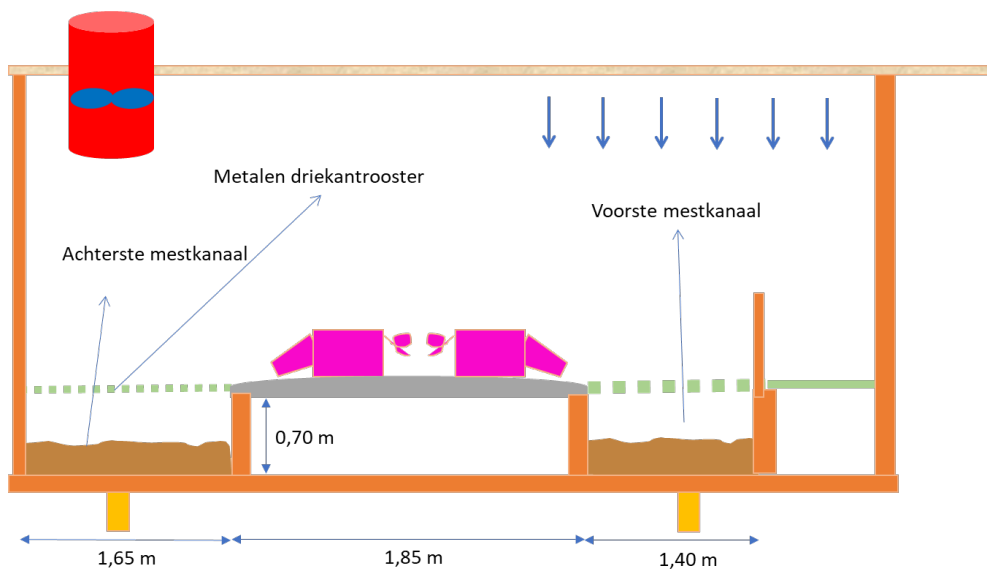 Metalen driekantrooster
Voorste mestkanaal
Achterste mestkanaal
0,70 m
1,65 m
1,85 m
1,40 m